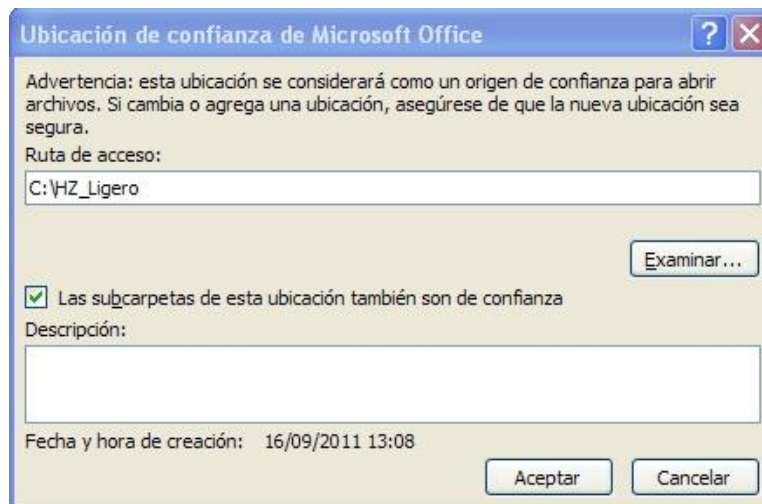 Ubicación de confianza de Microsoft Office
Advertencia: esta ubicación se considerará como un origen de confianza para abrir
archivos. Si cambia o agrega una ubicación, asegúrese de que la nueva ubicación sea
segura.
Ruta de acceso:
C:\HZ_Ligero
Examinar...
Las subcarpetas de esta ubicación también son de confianza
Descripción:
Fecha y hora de creación: 16/09/2011 13:08
Aceptar Cancelar